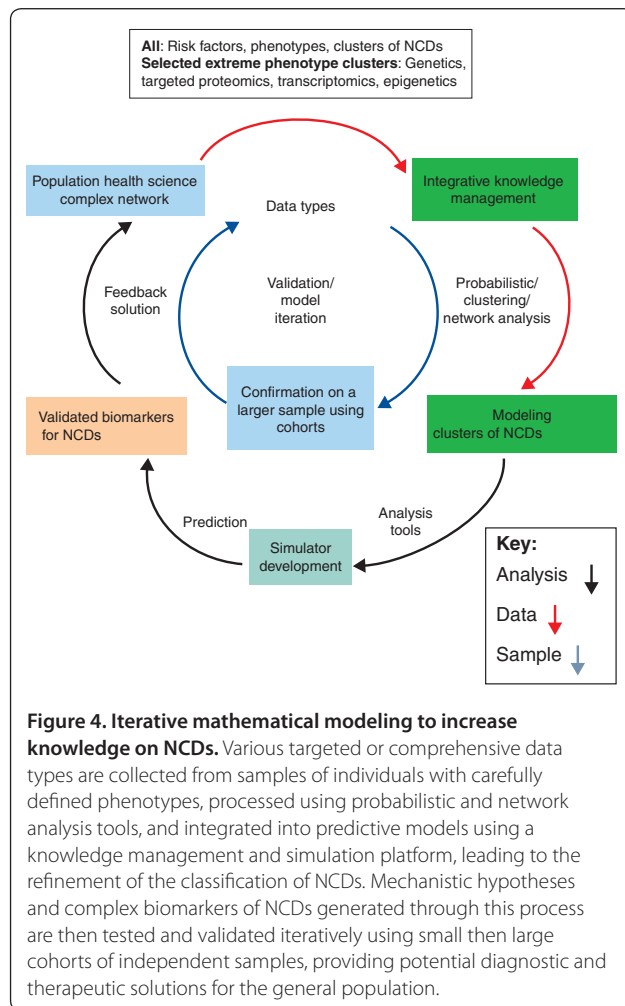 All: Risk factors, phenotypes, clusters of NCDs
Selected extreme phenotype clusters: Genetics,
targeted proteomics, transcriptomics, epigenetics
Population health science
complex network
Integrative knowledge
management
Data types
Feedback
solution
Validation/
model
iteration
Probabilistic/
clustering/
network analysis
Validated biomarkers
for NCDs
Confirmation on a
larger sample using
cohorts
Modeling
clusters of NCDs
Prediction
Simulator
development
Analysis
tools
Key:
Analysis
Data
Sample
Figure 4. Iterative mathematical modeling to increase
knowledge on NCDs. Various targeted or comprehensive data
types are collected from samples of individuals with carefully
defined phenotypes, processed using probabilistic and network
analysis tools, and integrated into predictive models using a
knowledge management and simulation platform, leading to the
refinement of the classification of NCDs. Mechanistic hypotheses
and complex biomarkers of NCDs generated through this process
are then tested and validated iteratively using small then large
cohorts of independent samples, providing potential diagnostic and
therapeutic solutions for the general population.